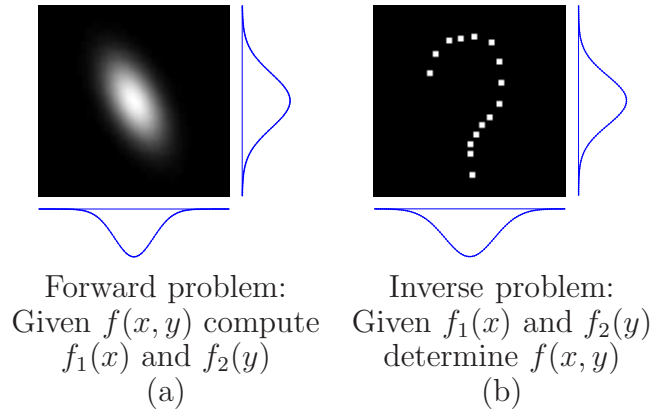 Forward problem:
Given f(x, y) compute
f₁(x) and f₂(y)
(a)
Inverse problem:
Given f₁(x) and f₂(y)
determine f(x, y)
(b)